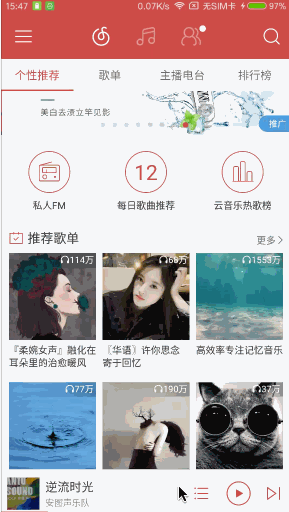 15:47
0.07K/s
无SIM卡
97%
个性推荐
歌单
主播电台
排行榜
美白去渍立竿见影
推广
12
私人FM
每日歌曲推荐
云音乐热歌榜
推荐歌单
更多
114万
1553万
『柔婉女声』融化在
耳朵里的治愈暖风
『华语』许你思念
寄于回忆
高效率专注记忆音乐
77万
190万
37万
逆流时光
安图声乐队